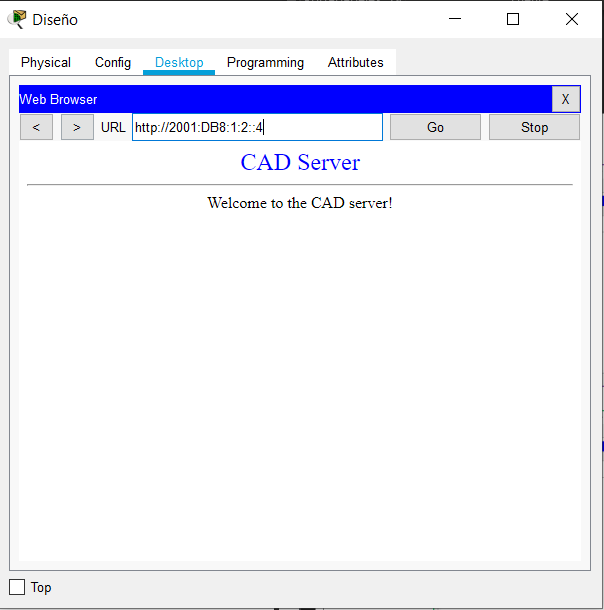 Diseño
Physical Config Desktop Programming Attributes
Web Browser X
< > URL http://2001:DB8:1:2::4 Go Stop
CAD Server
Welcome to the CAD server!
Top